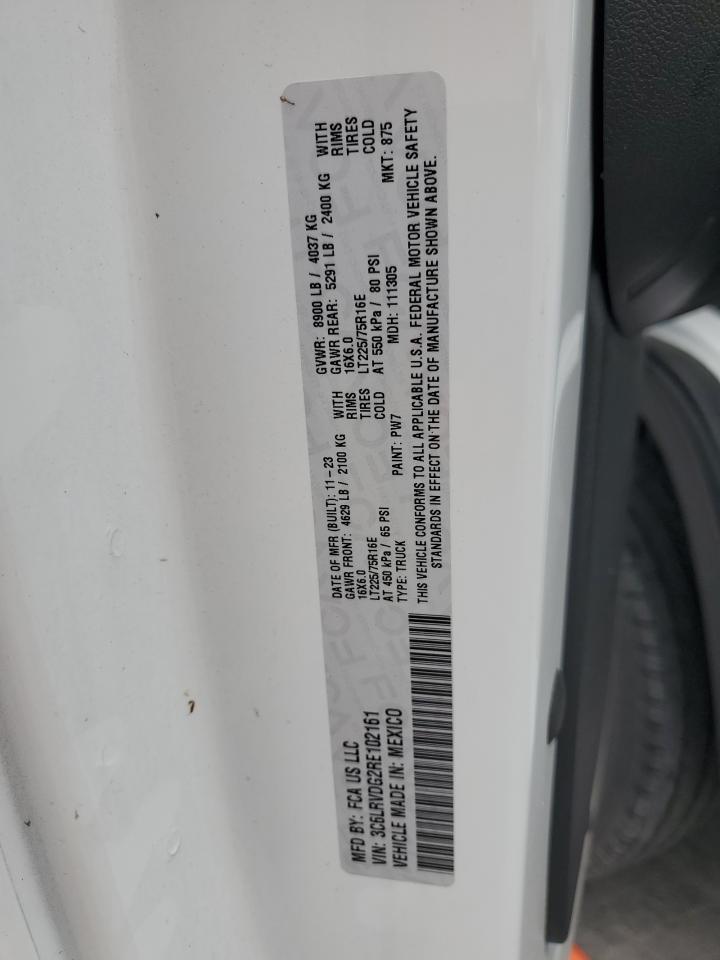 MFD BY: FCA US LLC
VIN: 3C6LRVDG2RE102161
VEHICLE MADE IN: MEXICO
DATE OF MFR (BUILT): 11-23 GVWR: 8900 LB / 4037 KG
GAWR FRONT: 4629 LB / 2100 KG WITH GAWR REAR: 5291 LB / 2400 KG WITH
16X6.0 RIMS 16X6.0 RIMS
LT225/75R16E TIRES LT225/75R16E TIRES
AT 450 kPa / 65 PSI COLD AT 550 kPa / 80 PSI COLD
TYPE: TRUCK PAINT: PW7 MDH: 111305 MKT: 875
THIS VEHICLE CONFORMS TO ALL APPLICABLE U.S.A. FEDERAL MOTOR VEHICLE SAFETY
STANDARDS IN EFFECT ON THE DATE OF MANUFACTURE SHOWN ABOVE.